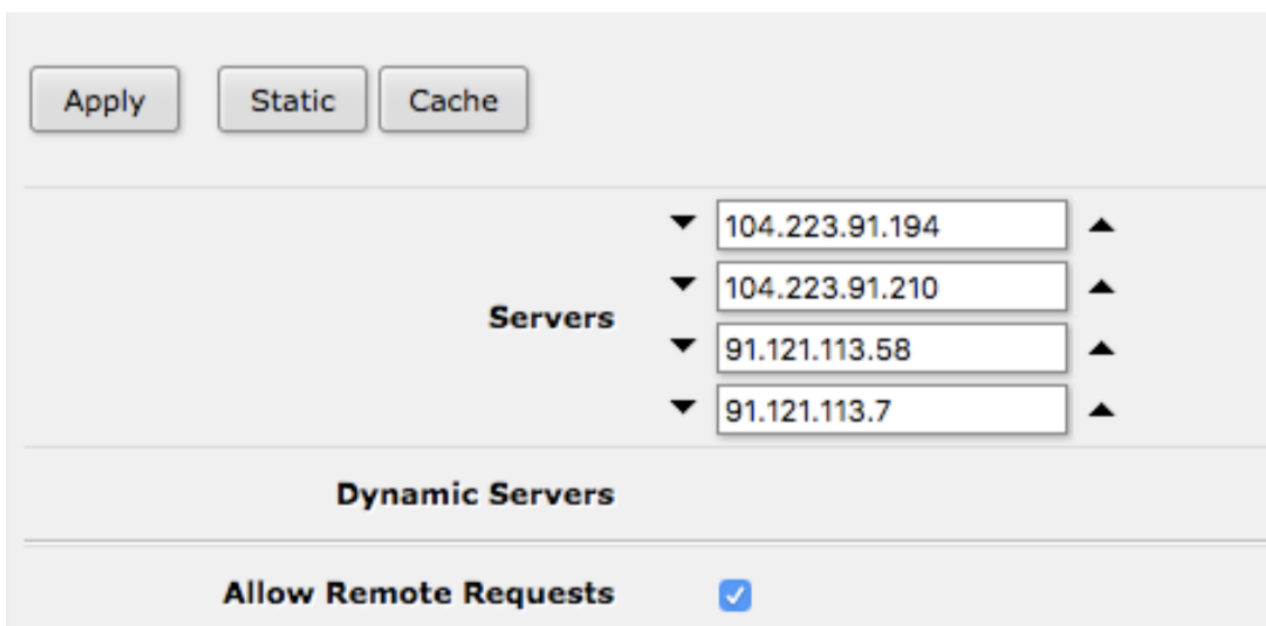 Apply Static Cache
Servers
104.223.91.194
104.223.91.210
91.121.113.58
91.121.113.7
Dynamic Servers
Allow Remote Requests